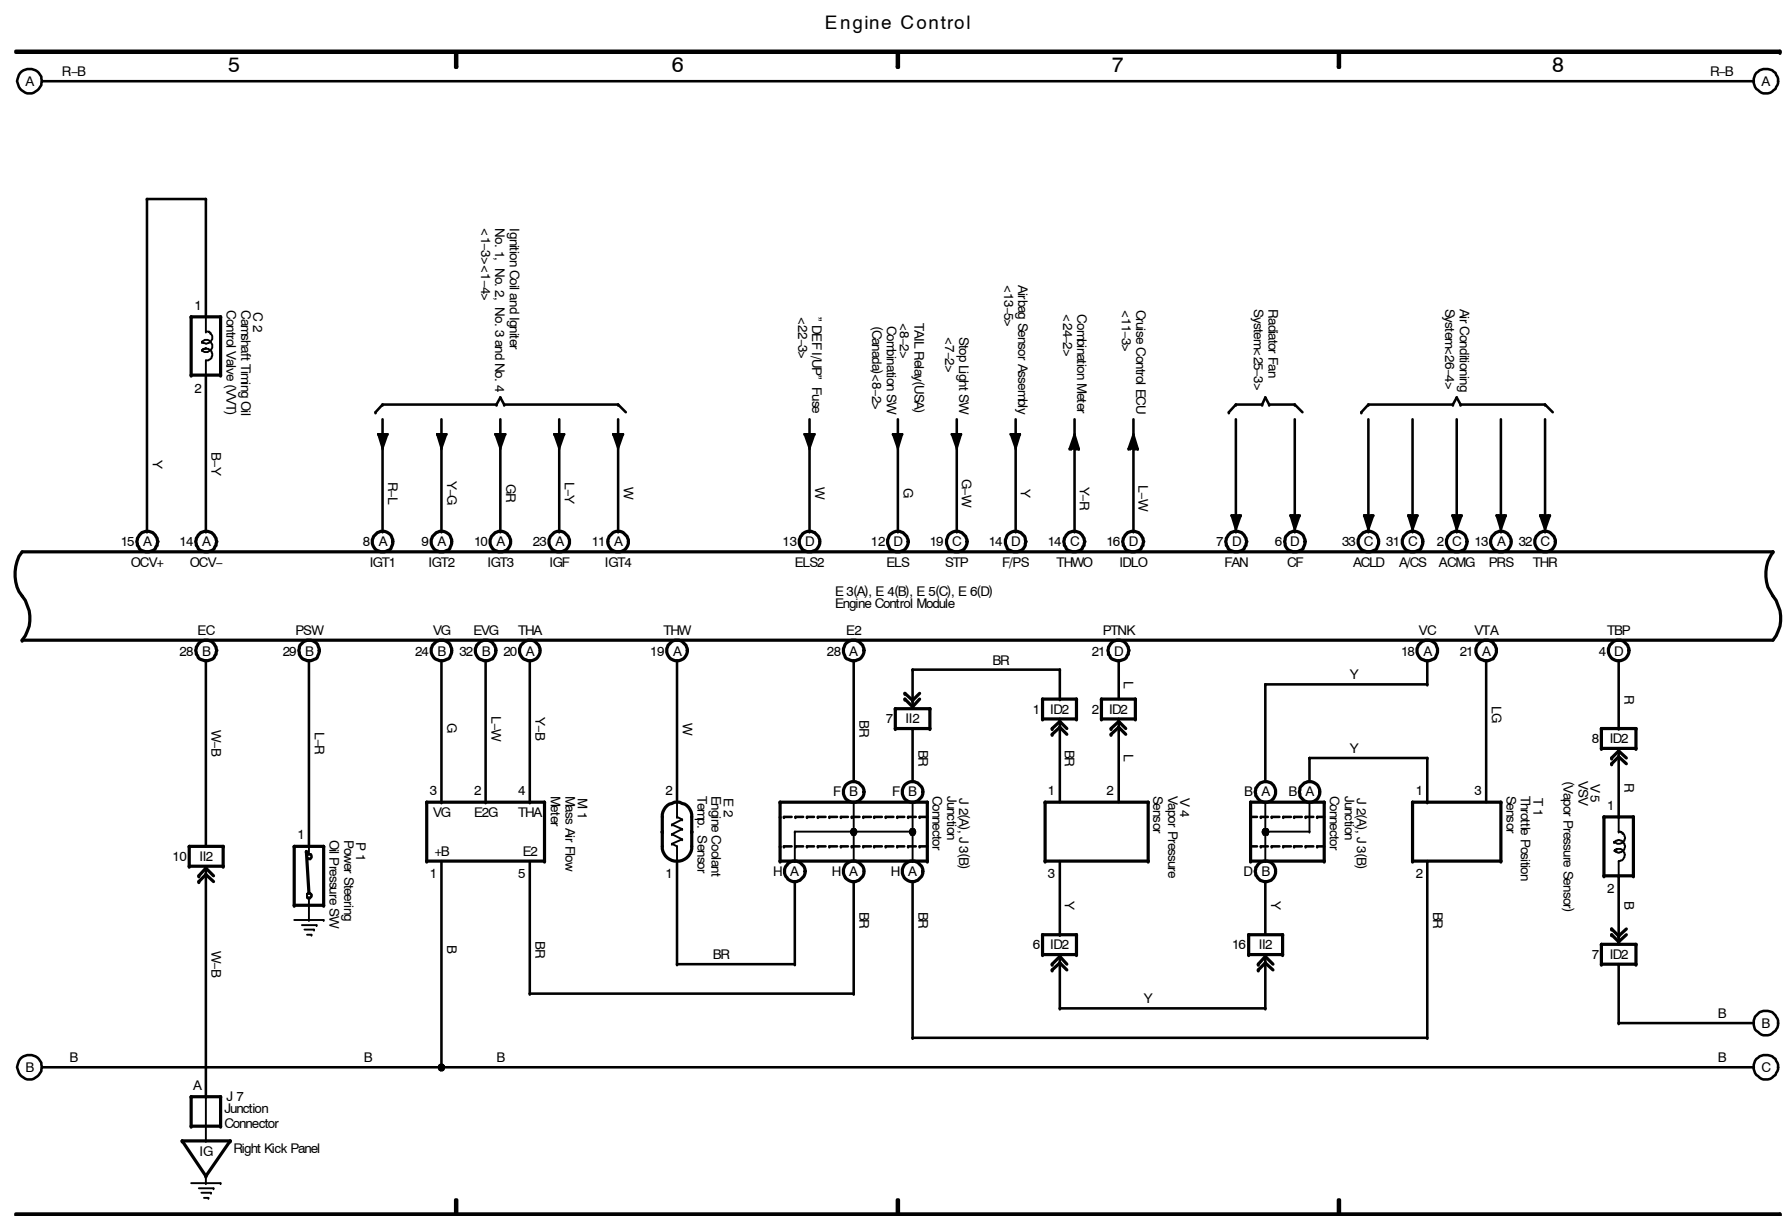 Engine Control
5 6 7 8
A R–B R–B A
C 2
Camshaft Timing Oil
Control Valve (VVT)
1
2
Y
B–Y
Ignition Coil and Igniter
No. 1, No. 2, No. 3 and No. 4
<1–3><1–4>
R–L Y–G GR L–Y W
" DEF I/UP" Fuse
<22–3>
W
TAIL Relay(USA)
<8–2>
Combination SW
(Canada)<8–2>
G
Stop Light SW
<7–2>
G–W
Airbag Sensor Assembly
<13–5>
Y
Combination Meter
<24–2>
Y–R
Cruise Control ECU
<11–3>
L–W
Radiator Fan
System<25–3>
Air Conditioning
System<26–4>
15 A 14 A 8 A 9 A 10 A 23 A 11 A 13 D 12 D 19 C 14 D 14 C 16 D 7 D 6 D 33 C 31 C 2 C 13 A 32 C
OCV+ OCV– IGT1 IGT2 IGT3 IGF IGT4 ELS2 ELS STP F/PS THWO IDLO FAN CF ACLD A/CS ACMG PRS THR
E 3(A), E 4(B), E 5(C), E 6(D)
Engine Control Module
EC PSW VG EVG THA THW E2 PTNK VC VTA TBP
28 B 29 B 24 B 32 B 20 A 19 A 28 A 21 D 18 A 21 A 4 D
W–B
10 II2
W–B
L–R
1
P 1
Power Steering
Oil Pressure SW
G L–W Y–B
3 2 4
VG E2G THA
+B E2
1 5
M 1
Mass Air Flow
Meter
B
BR
W
2
1
E 2
Engine Coolant
Temp. Sensor
BR
BR
BR
7 II2
BR
F B F B
H A H A H A
J 2(A), J 3(B)
Junction
Connector
BR BR
1 ID2 2 ID2
L
BR L
1 2
3
V 4
Vapor Pressure
Sensor
Y
6 ID2
Y
Y
Y
B A B A
D B
J 2(A), J 3(B)
Junction
Connector
Y
16 II2
LG
1 3
2
T 1
Throttle Position
Sensor
BR
R
8 ID2
R
1
2
V 5
VSV
(Vapor Pressure Sensor)
B
7 ID2
B B
B B B B B C
A
J 7
Junction
Connector
IG Right Kick Panel